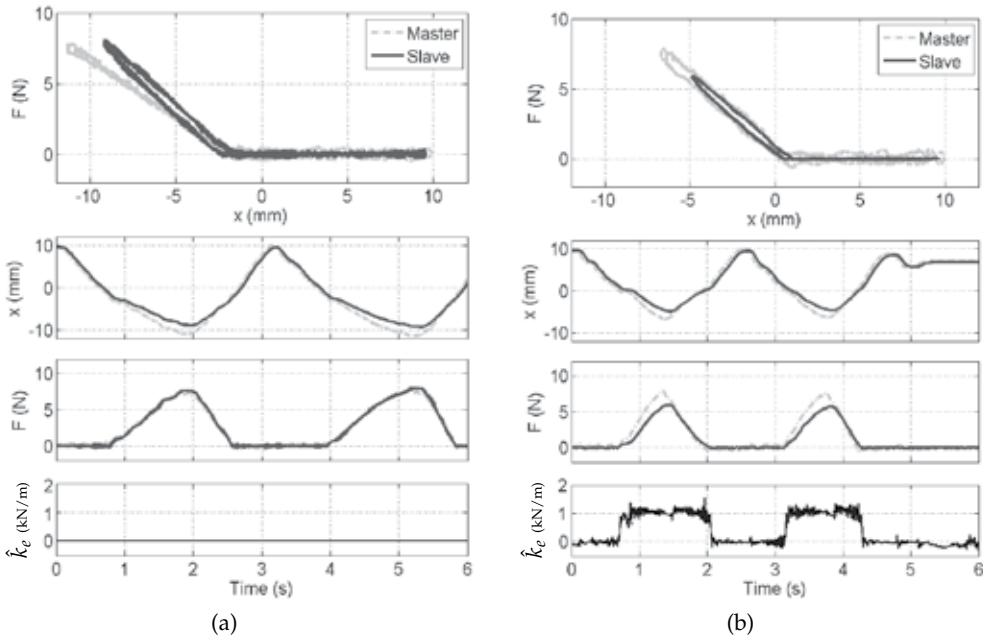 10
5
0
F (N)
Master
Slave
-10 -5 0 5 10
x (mm)
10
0
-10
x (mm)
10
5
0
F (N)
2
1
0
k̂e (kN/m)
0 1 2 3 4 5 6
Time (s)
(a)
10
5
0
F (N)
Master
Slave
-10 -5 0 5 10
x (mm)
10
0
-10
x (mm)
10
5
0
F (N)
2
1
0
k̂e (kN/m)
0 1 2 3 4 5 6
Time (s)
(b)